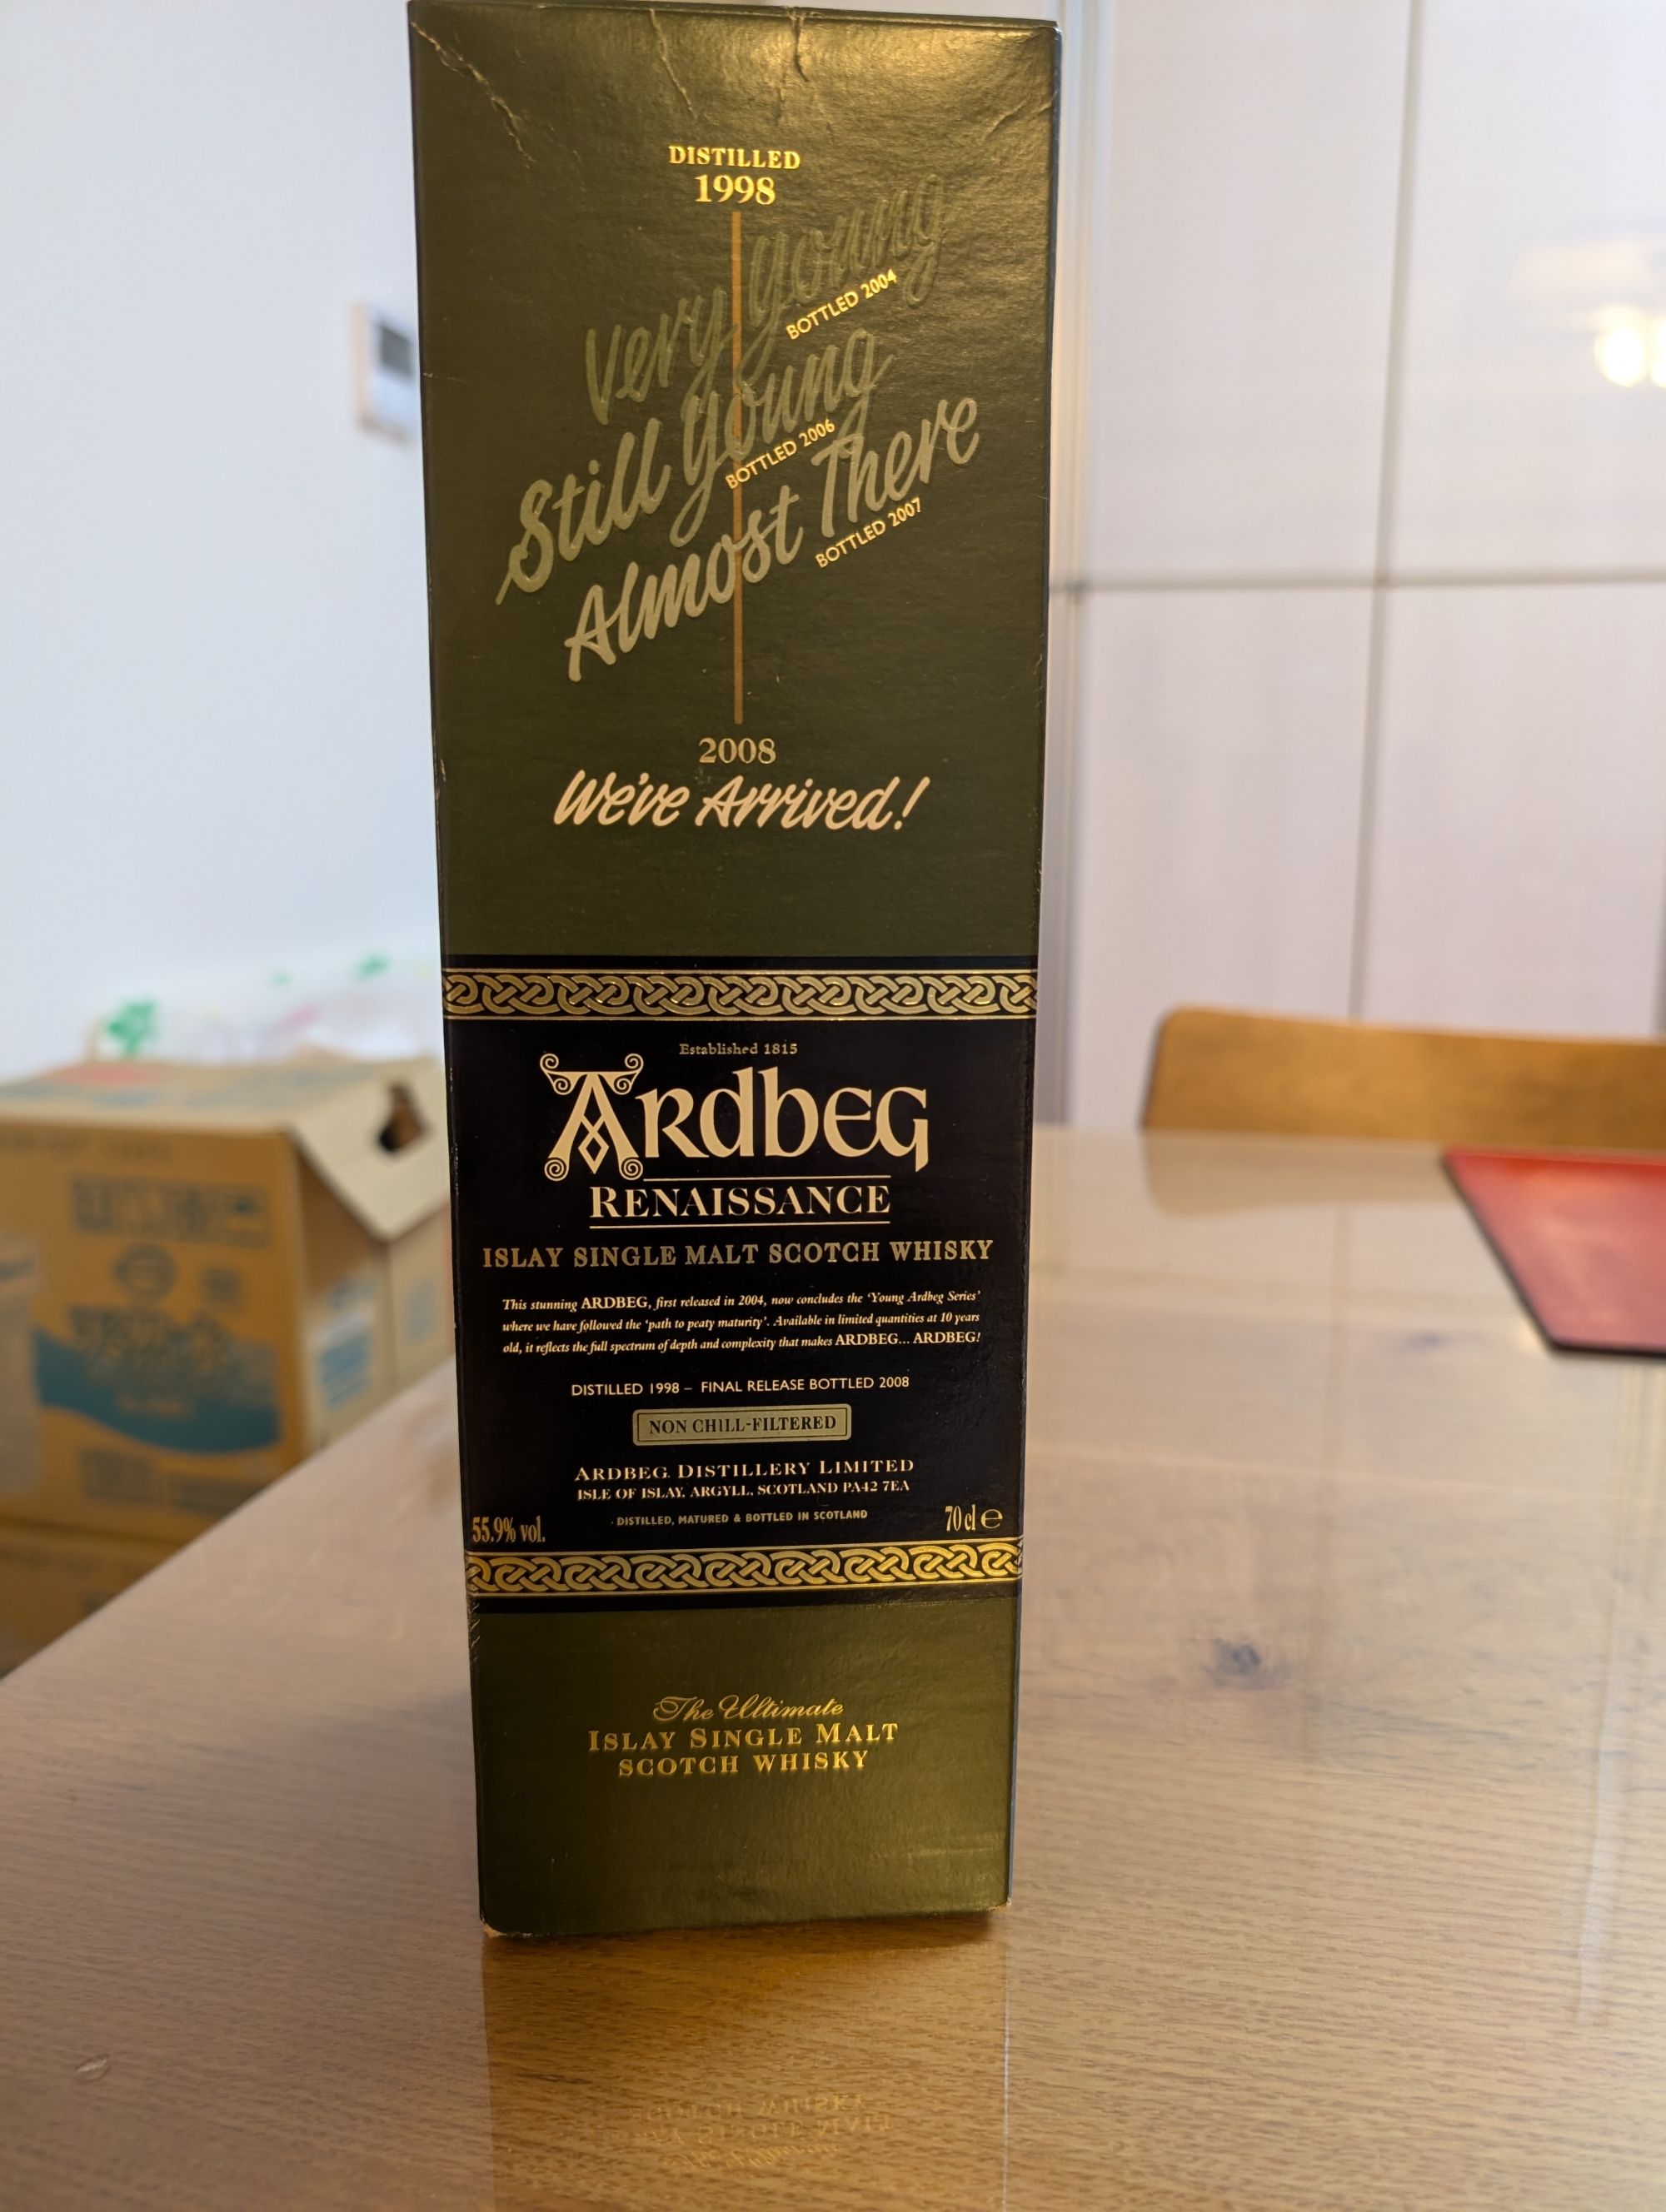 DISTILLED
1998
Very Young
BOTTLED 2004
Still Young
BOTTLED 2006
Almost There
BOTTLED 2007
2008
We've Arrived!
Established 1815
ARDBEG
RENAISSANCE
ISLAY SINGLE MALT SCOTCH WHISKY
This stunning ARDBEG, first released in 2004, now concludes the 'Young Ardbeg Series'
where we have followed the 'path to peaty maturity'. Available in limited quantities at 10 years
old, it reflects the full spectrum of depth and complexity that makes ARDBEG... ARDBEG!
DISTILLED 1998 – FINAL RELEASE BOTTLED 2008
NON CHILL-FILTERED
ARDBEG DISTILLERY LIMITED
ISLE OF ISLAY, ARGYLL, SCOTLAND PA42 7EA
DISTILLED, MATURED & BOTTLED IN SCOTLAND
55.9% vol.
70 cl e
The Ultimate
ISLAY SINGLE MALT
SCOTCH WHISKY